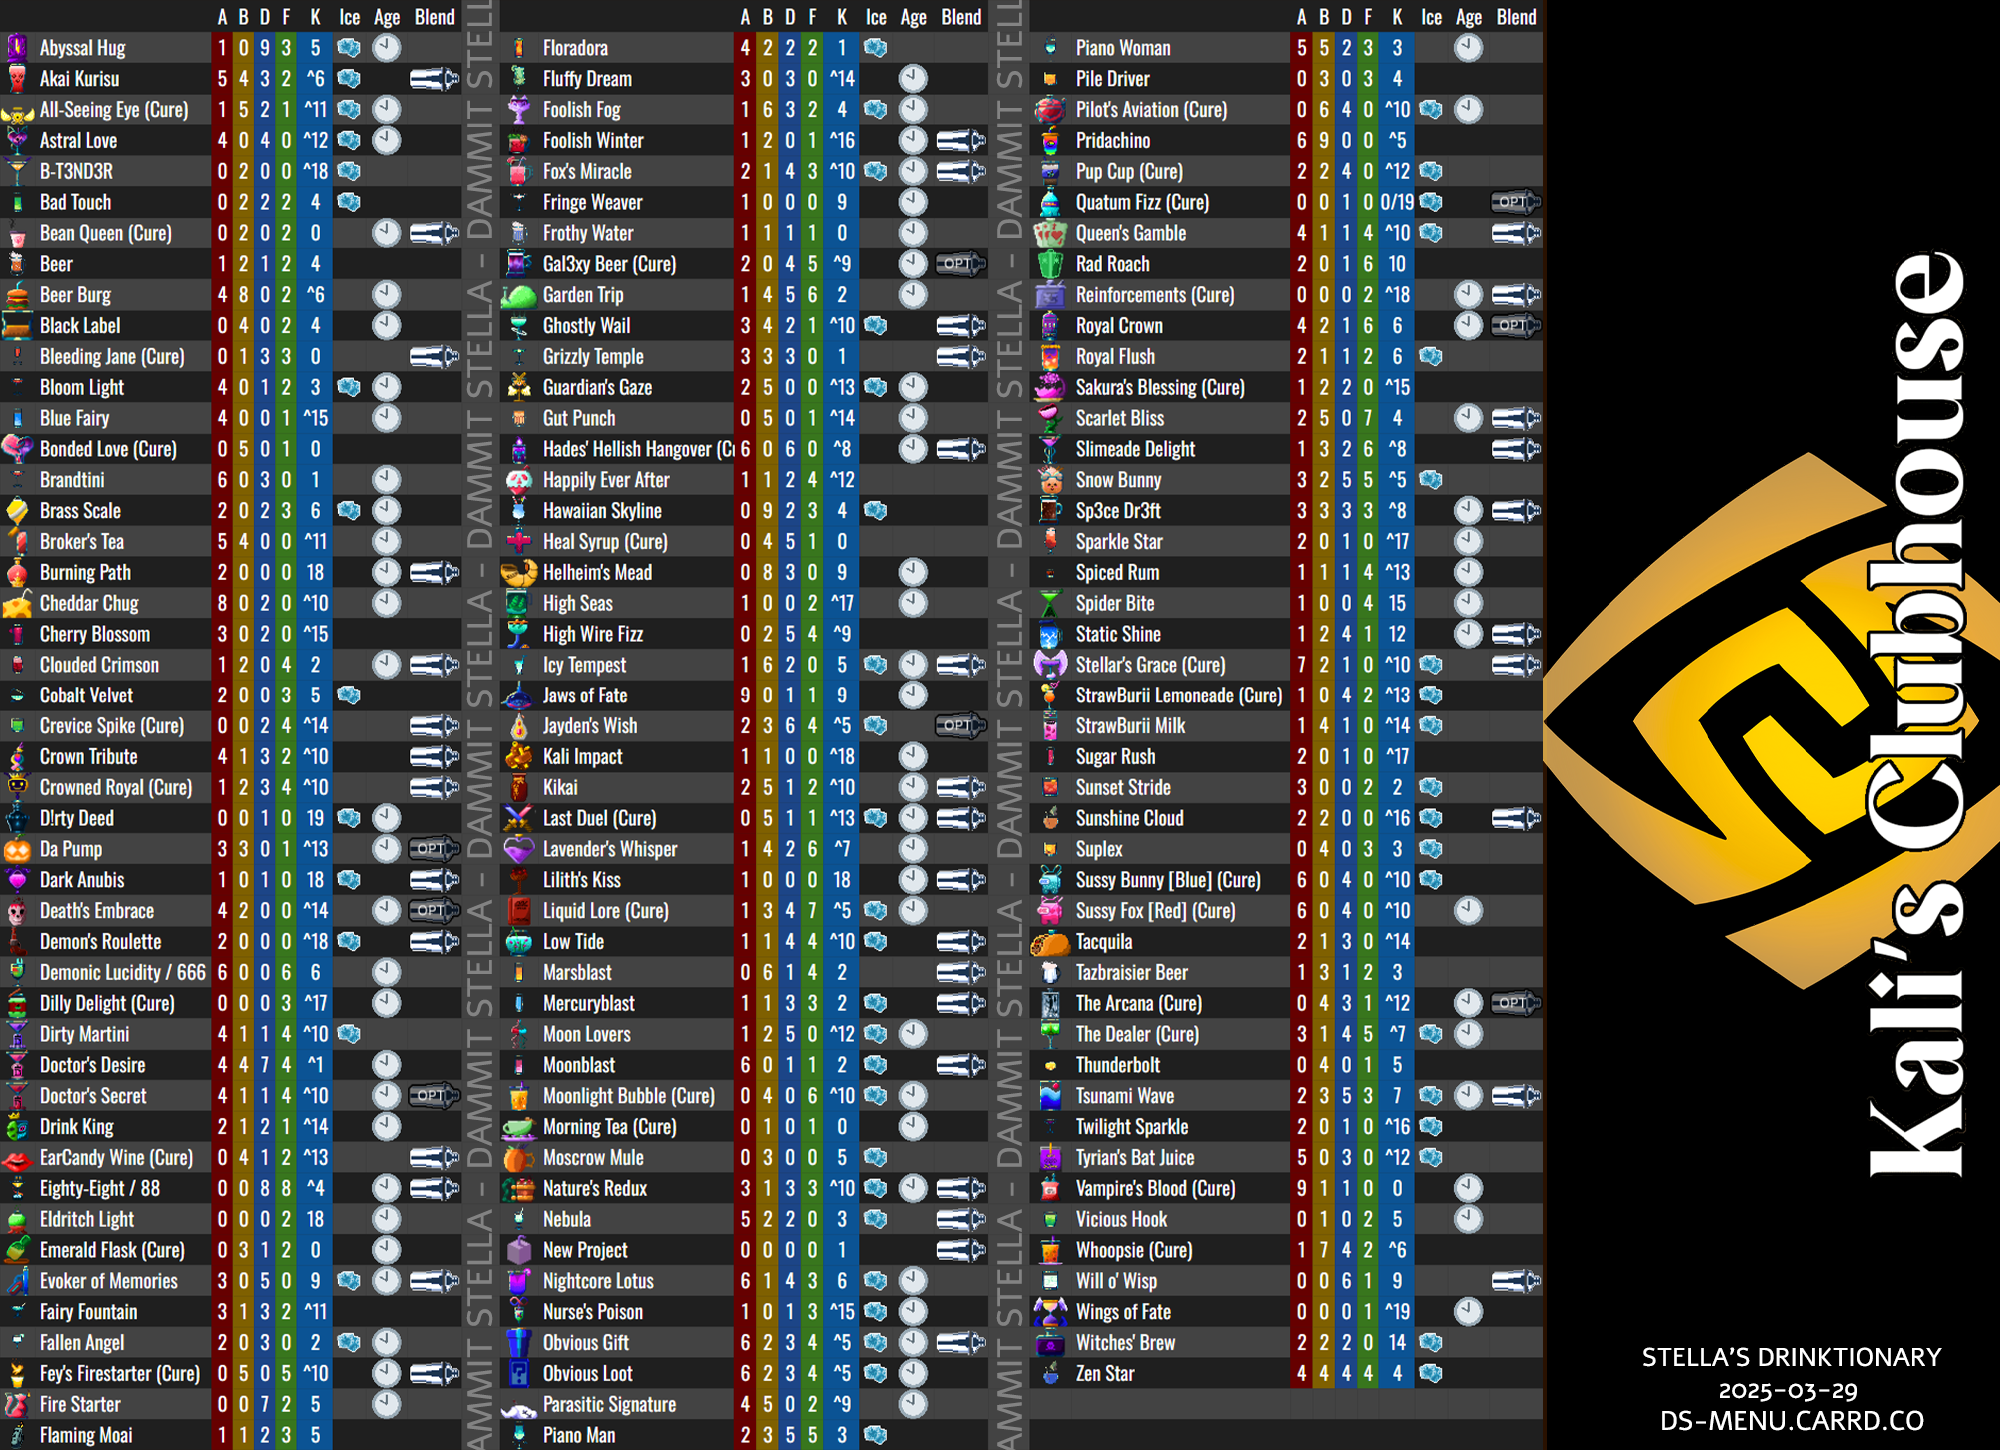 A B D F K Ice Age Blend
Abyssal Hug 1 0 9 3 5
Akai Kurisu 5 4 3 2 ^6
All-Seeing Eye (Cure) 1 5 2 1 ^11
Astral Love 4 0 4 0 ^12
B-T3ND3R 0 2 0 0 ^18
Bad Touch 0 2 2 2 4
Bean Queen (Cure) 0 2 0 2 0
Beer 1 2 1 2 4
Beer Burg 4 8 0 2 ^6
Black Label 0 4 0 2 4
Bleeding Jane (Cure) 0 1 3 3 0
Bloom Light 4 0 1 2 3
Blue Fairy 4 0 0 1 ^15
Bonded Love (Cure) 0 5 0 1 0
Brandtini 6 0 3 0 1
Brass Scale 2 0 2 3 6
Broker's Tea 5 4 0 0 ^11
Burning Path 2 0 0 0 18
Cheddar Chug 8 0 2 0 ^10
Cherry Blossom 3 0 2 0 ^15
Clouded Crimson 1 2 0 4 2
Cobalt Velvet 2 0 0 3 5
Crevice Spike (Cure) 0 0 2 4 ^14
Crown Tribute 4 1 3 2 ^10
Crowned Royal (Cure) 1 2 3 4 ^10
D!rty Deed 0 0 1 0 19
Da Pump 3 3 0 1 ^13 OPT
Dark Anubis 1 0 1 0 18
Death's Embrace 4 2 0 0 ^14 OPT
Demon's Roulette 2 0 0 0 ^18
Demonic Lucidity / 666 6 0 0 6 6
Dilly Delight (Cure) 0 0 0 3 ^17
Dirty Martini 4 1 1 4 ^10
Doctor's Desire 4 4 7 4 ^1
Doctor's Secret 4 1 1 4 ^10 OPT
Drink King 2 1 2 1 ^14
EarCandy Wine (Cure) 0 4 1 2 ^13
Eighty-Eight / 88 0 0 8 8 ^4
Eldritch Light 0 0 0 2 18
Emerald Flask (Cure) 0 3 1 2 0
Evoker of Memories 3 0 5 0 9
Fairy Fountain 3 1 3 2 ^11
Fallen Angel 2 0 3 0 2
Fey's Firestarter (Cure) 0 5 0 5 ^10
Fire Starter 0 0 7 2 5
Flaming Moai 1 1 2 3 5
DAMMIT STELLA - DAMMIT STELLA - DAMMIT STELLA - DAMMIT STELLA - DAMMIT STELLA
A B D F K Ice Age Blend
Floradora 4 2 2 2 1
Fluffy Dream 3 0 3 0 ^14
Foolish Fog 1 6 3 2 4
Foolish Winter 1 2 0 1 ^16
Fox's Miracle 2 1 4 3 ^10
Fringe Weaver 1 0 0 0 9
Frothy Water 1 1 1 1 0
Gal3xy Beer (Cure) 2 0 4 5 ^9 OPT
Garden Trip 1 4 5 6 2
Ghostly Wail 3 4 2 1 ^10
Grizzly Temple 3 3 3 0 1
Guardian's Gaze 2 5 0 0 ^13
Gut Punch 0 5 0 1 ^14
Hades' Hellish Hangover (Cu 6 0 6 0 ^8
Happily Ever After 1 1 2 4 ^12
Hawaiian Skyline 0 9 2 3 4
Heal Syrup (Cure) 0 4 5 1 0
Helheim's Mead 0 8 3 0 9
High Seas 1 0 0 2 ^17
High Wire Fizz 0 2 5 4 ^9
Icy Tempest 1 6 2 0 5
Jaws of Fate 9 0 1 1 9
Jayden's Wish 2 3 6 4 ^5 OPT
Kali Impact 1 1 0 0 ^18
Kikai 2 5 1 2 ^10
Last Duel (Cure) 0 5 1 1 ^13
Lavender's Whisper 1 4 2 6 ^7
Lilith's Kiss 1 0 0 0 18
Liquid Lore (Cure) 1 3 4 7 ^5
Low Tide 1 1 4 4 ^10
Marsblast 0 6 1 4 2
Mercuryblast 1 1 3 3 2
Moon Lovers 1 2 5 0 ^12
Moonblast 6 0 1 1 2
Moonlight Bubble (Cure) 0 4 0 6 ^10
Morning Tea (Cure) 0 1 0 1 0
Moscrow Mule 0 3 0 0 5
Nature's Redux 3 1 3 3 ^10
Nebula 5 2 2 0 3
New Project 0 0 0 0 1
Nightcore Lotus 6 1 4 3 6
Nurse's Poison 1 0 1 3 ^15
Obvious Gift 6 2 3 4 ^5
Obvious Loot 6 2 3 4 ^5
Parasitic Signature 4 5 0 2 ^9
Piano Man 2 3 5 5 3
DAMMIT STELLA - DAMMIT STELLA - DAMMIT STELLA - DAMMIT STELLA - DAMMIT STELLA
A B D F K Ice Age Blend
Piano Woman 5 5 2 3 3
Pile Driver 0 3 0 3 4
Pilot's Aviation (Cure) 0 6 4 0 ^10
Pridachino 6 9 0 0 ^5
Pup Cup (Cure) 2 2 4 0 ^12
Quatum Fizz (Cure) 0 0 1 0 0/19 OPT
Queen's Gamble 4 1 1 4 ^10
Rad Roach 2 0 1 6 10
Reinforcements (Cure) 0 0 0 2 ^18
Royal Crown 4 2 1 6 6 OPT
Royal Flush 2 1 1 2 6
Sakura's Blessing (Cure) 1 2 2 0 ^15
Scarlet Bliss 2 5 0 7 4
Slimeade Delight 1 3 2 6 ^8
Snow Bunny 3 2 5 5 ^5
Sp3ce Dr3ft 3 3 3 3 ^8
Sparkle Star 2 0 1 0 ^17
Spiced Rum 1 1 1 4 ^13
Spider Bite 1 0 0 4 15
Static Shine 1 2 4 1 12
Stellar's Grace (Cure) 7 2 1 0 ^10
StrawBurii Lemoneade (Cure) 1 0 4 2 ^13
StrawBurii Milk 1 4 1 0 ^14
Sugar Rush 2 0 1 0 ^17
Sunset Stride 3 0 0 2 2
Sunshine Cloud 2 2 0 0 ^16
Suplex 0 4 0 3 3
Sussy Bunny [Blue] (Cure) 6 0 4 0 ^10
Sussy Fox [Red] (Cure) 6 0 4 0 ^10
Tacquila 2 1 3 0 ^14
Tazbraisier Beer 1 3 1 2 3
The Arcana (Cure) 0 4 3 1 ^12 OPT
The Dealer (Cure) 3 1 4 5 ^7
Thunderbolt 0 4 0 1 5
Tsunami Wave 2 3 5 3 7
Twilight Sparkle 2 0 1 0 ^16
Tyrian's Bat Juice 5 0 3 0 ^12
Vampire's Blood (Cure) 9 1 1 0 0
Vicious Hook 0 1 0 2 5
Whoopsie (Cure) 1 7 4 2 ^6
Will o' Wisp 0 0 6 1 9
Wings of Fate 0 0 0 1 ^19
Witches' Brew 2 2 2 0 14
Zen Star 4 4 4 4 4
Kali's Clubhouse
STELLA'S DRINKTIONARY
2025-03-29
DS-MENU.CARRD.CO